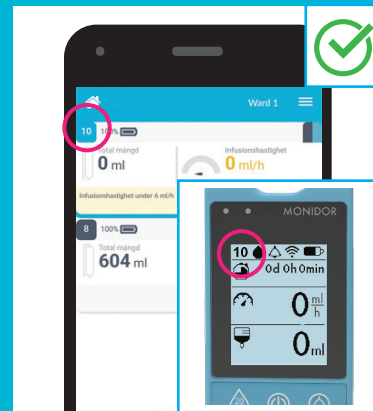 Ward 1
10 100%
Total mängd
0 ml
Infusionshastighet
0 ml/h
Infusionshastighet under 6 ml/h
8 100%
Total mängd
604 ml
MONIDOR
10
0d 0h 0min
0 ml/h
0 ml
20